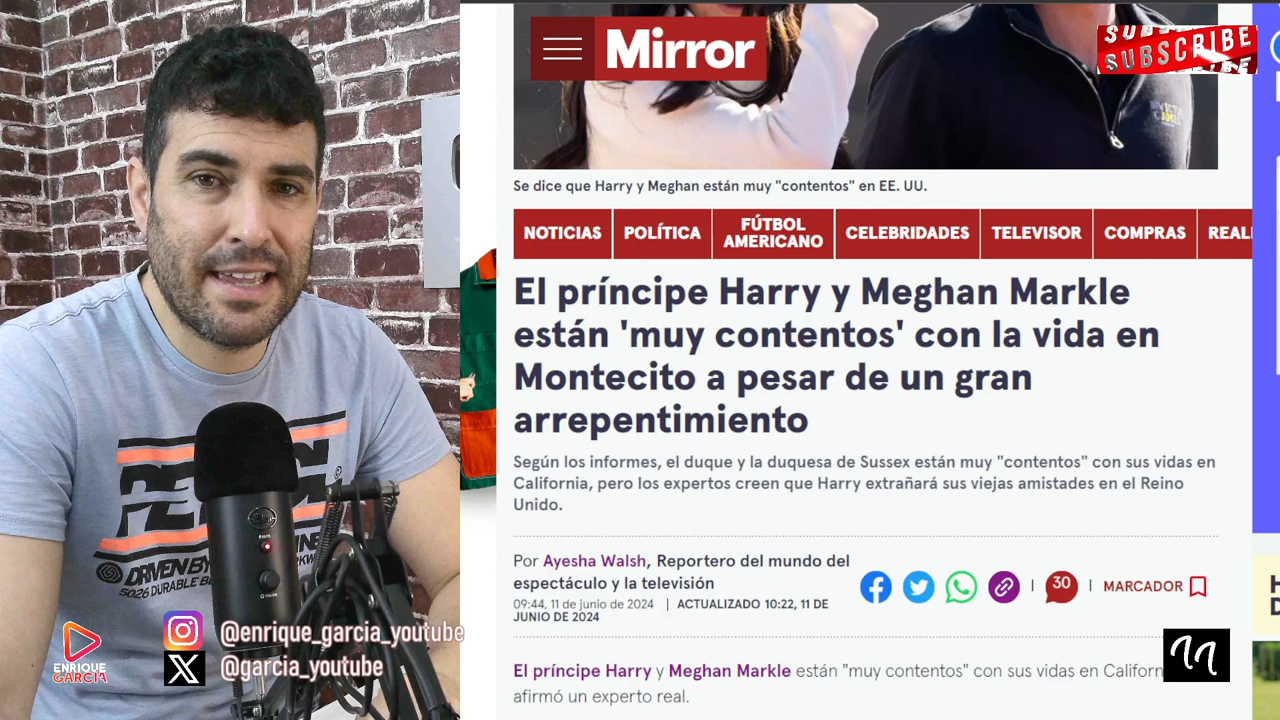 Mirror
SUBSCRIBE
SUBSCRIBE
Se dice que Harry y Meghan están muy "contentos" en EE. UU.
NOTICIAS
POLÍTICA
FÚTBOL
AMERICANO
CELEBRIDADES
TELEVISOR
COMPRAS
El príncipe Harry y Meghan Markle
están 'muy contentos' con la vida en
Montecito a pesar de un gran
arrepentimiento
Según los informes, el duque y la duquesa de Sussex están muy "contentos" con sus vidas en
California, pero los expertos creen que Harry extrañará sus viejas amistades en el Reino
Unido.
Por Ayesha Walsh, Reportero del mundo del
espectáculo y la televisión
09:44, 11 de junio de 2024 | ACTUALIZADO 10:22, 11 DE
JUNIO DE 2024
30
MARCADOR
El príncipe Harry y Meghan Markle están "muy contentos" con sus vidas en
afirmó un experto real.
DRIVEN BY
5026 DURABLE
Blue
@enrique_garcia_youtube
@garcia_youtube
ENRIQUE
GARCIA